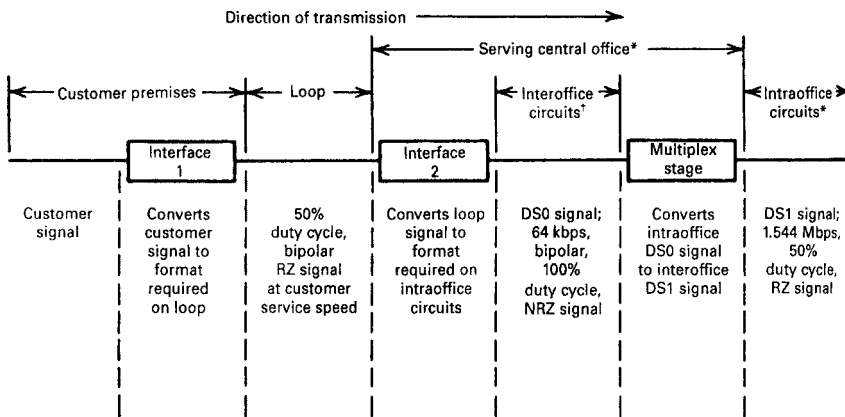 Direction of transmission
Serving central office*
Customer premises
Loop
Interoffice
circuits†
Intraoffice
circuits*
Interface
1
Interface
2
Multiplex
stage
Customer
signal
Converts
customer
signal to
format
required
on loop
50%
duty cycle,
bipolar
RZ signal
at customer
service speed
Converts loop
signal to
format
required on
intraoffice
circuits
DS0 signal;
64 kbps,
bipolar,
100%
duty cycle,
NRZ signal
Converts
intraoffice
DS0 signal
to interoffice
DS1 signal
DS1 signal;
1.544 Mbps,
50%
duty cycle,
RZ signal